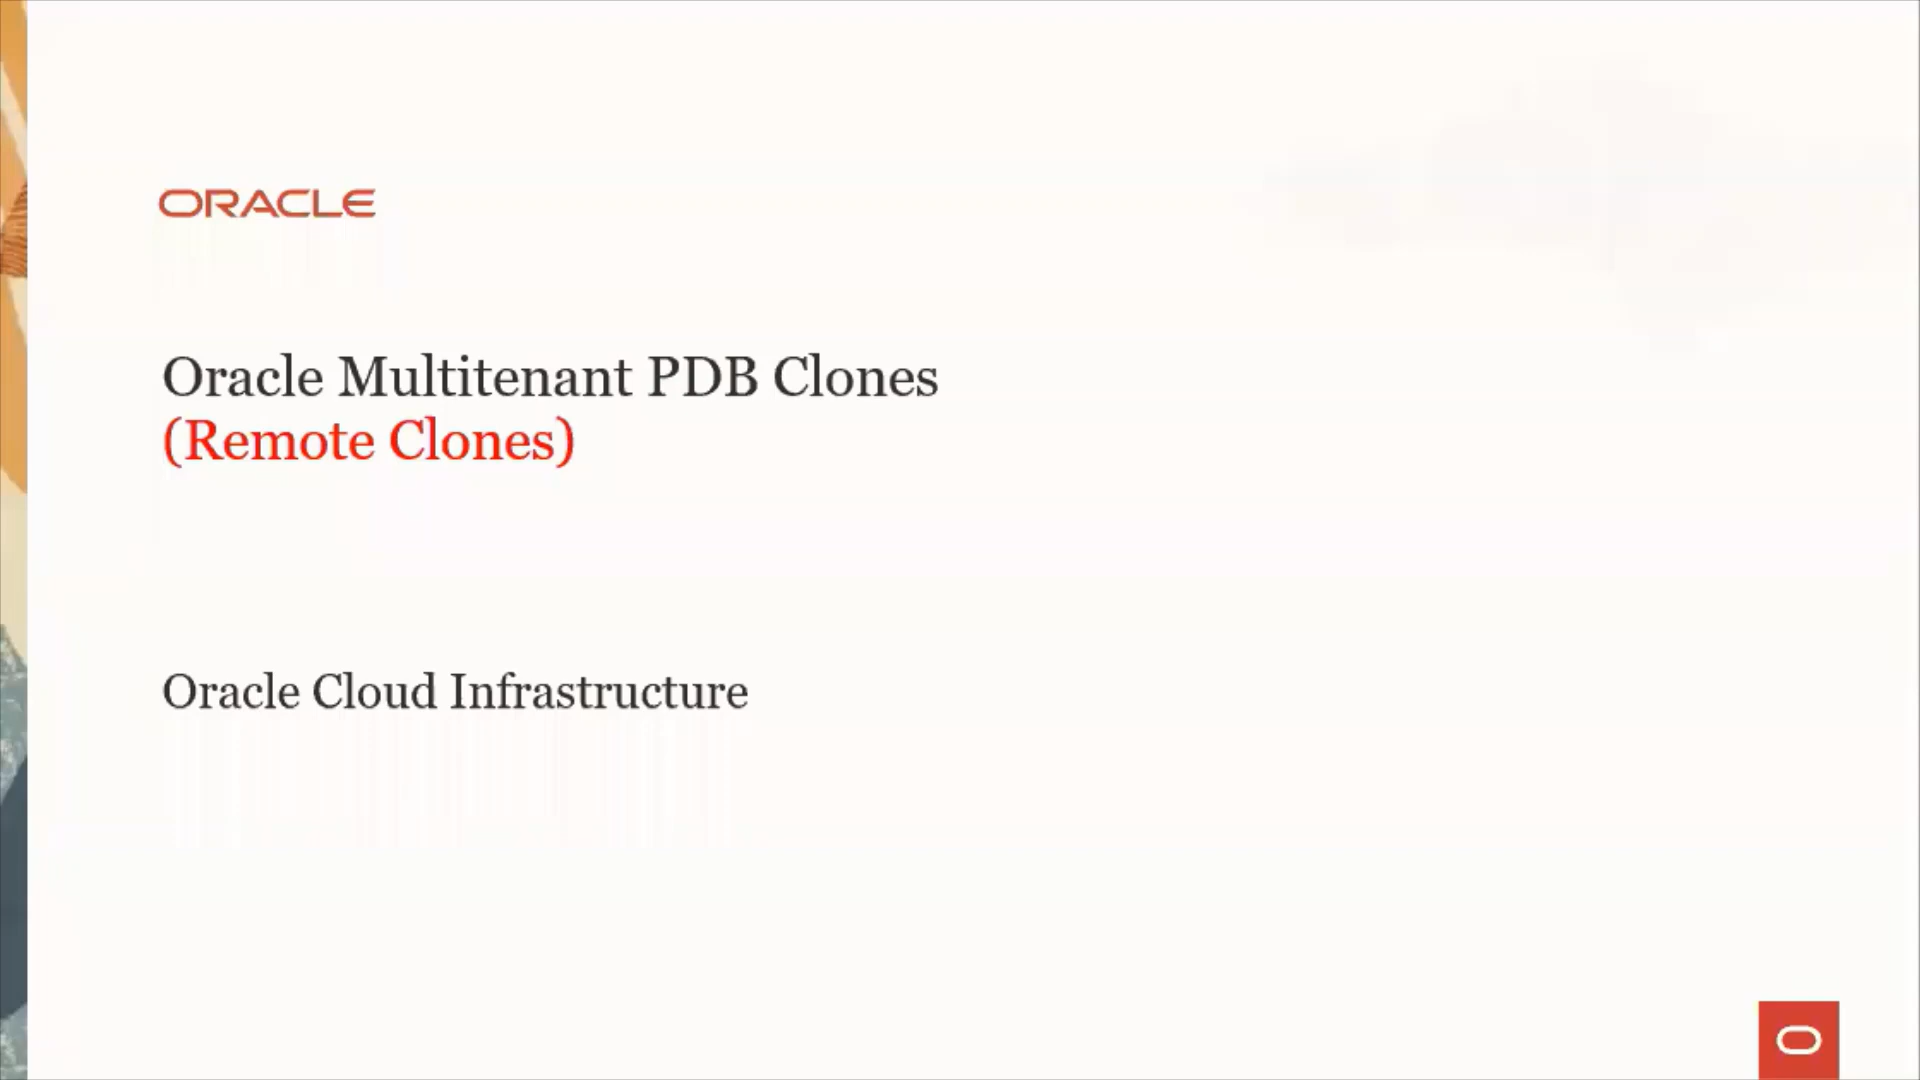 ORACLE
Oracle Multitenant PDB Clones
(Remote Clones)
Oracle Cloud Infrastructure